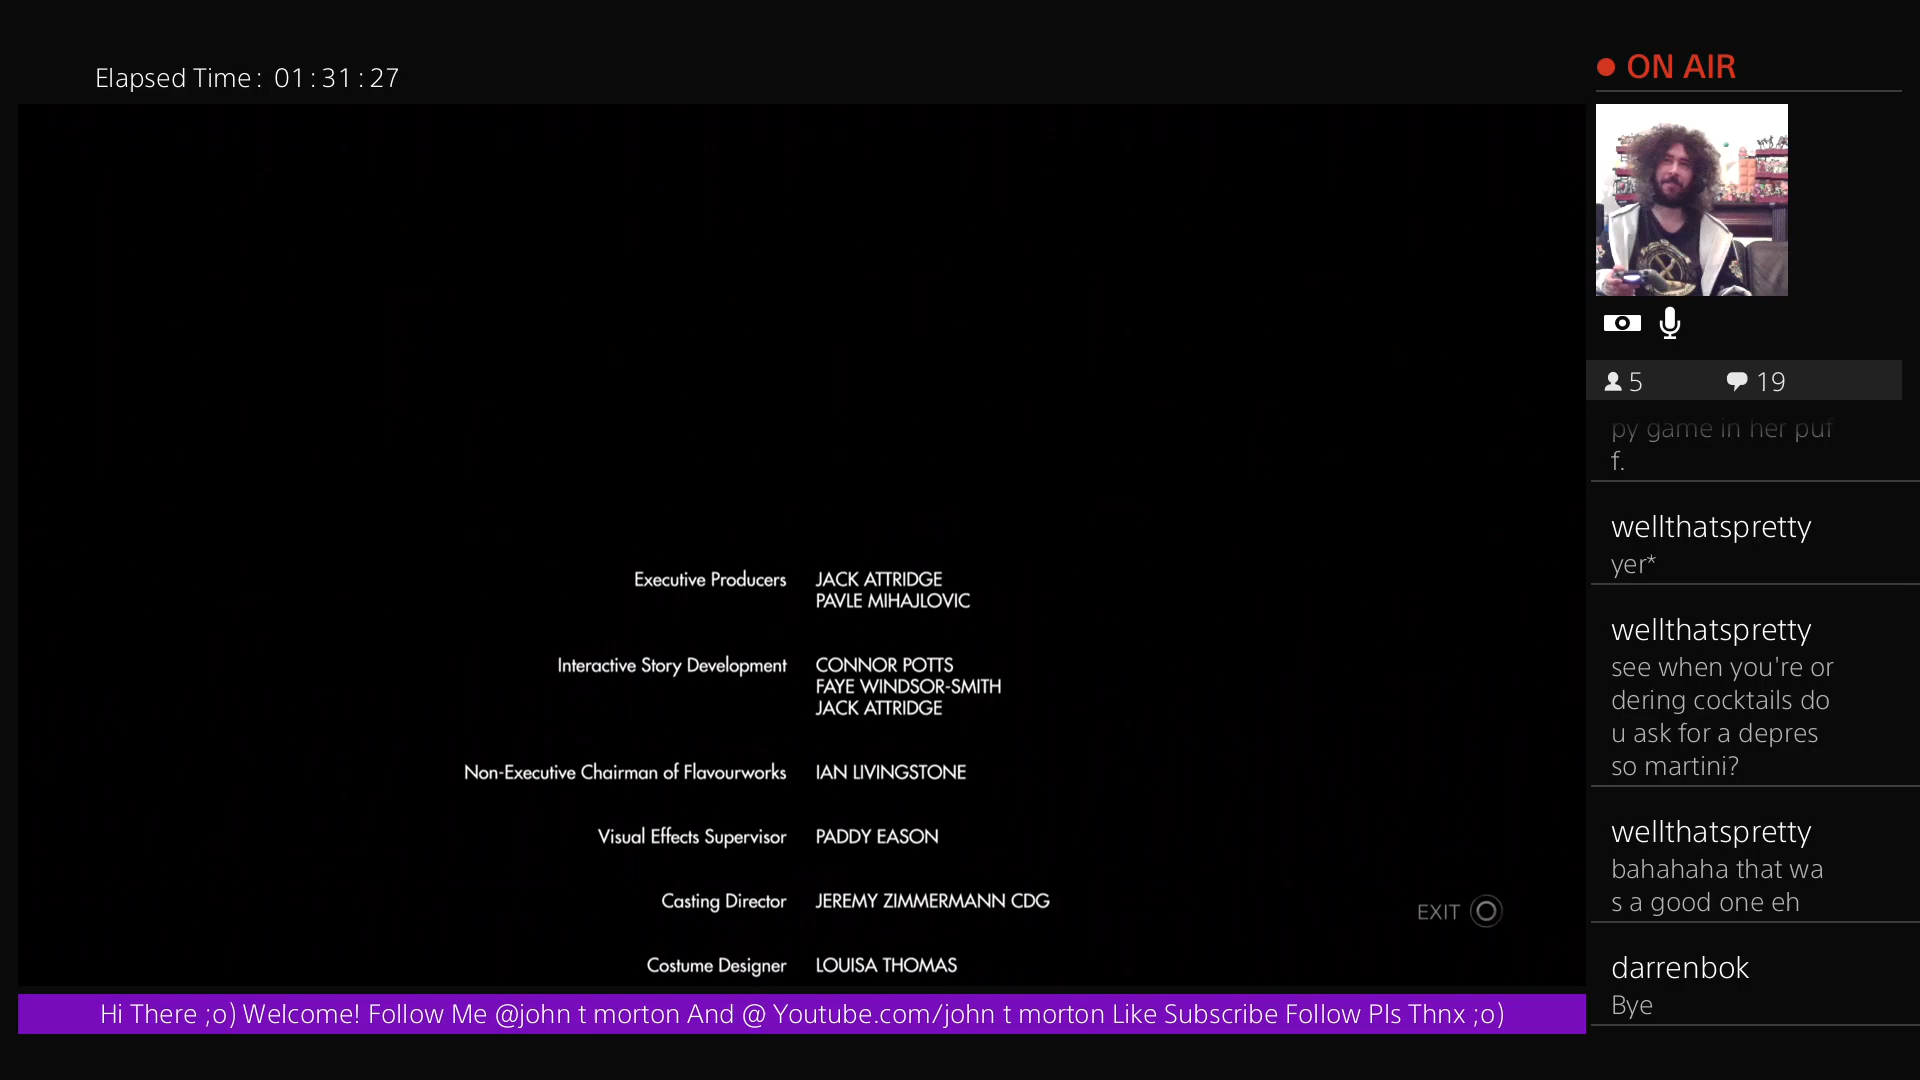 Elapsed Time: 01:31:27
ON AIR
5 19
py game in her puf
f.
wellthatspretty
yer*
wellthatspretty
see when you're or
dering cocktails do
u ask for a depres
so martini?
wellthatspretty
bahahaha that wa
s a good one eh
darrenbok
Bye
Executive Producers JACK ATTRIDGE
PAVLE MIHAJLOVIC
Interactive Story Development CONNOR POTTS
FAYE WINDSOR-SMITH
JACK ATTRIDGE
Non-Executive Chairman of Flavourworks IAN LIVINGSTONE
Visual Effects Supervisor PADDY EASON
Casting Director JEREMY ZIMMERMANN CDG
Costume Designer LOUISA THOMAS
EXIT
Hi There ;o) Welcome! Follow Me @john t morton And @ Youtube.com/john t morton Like Subscribe Follow Pls Thnx ;o)